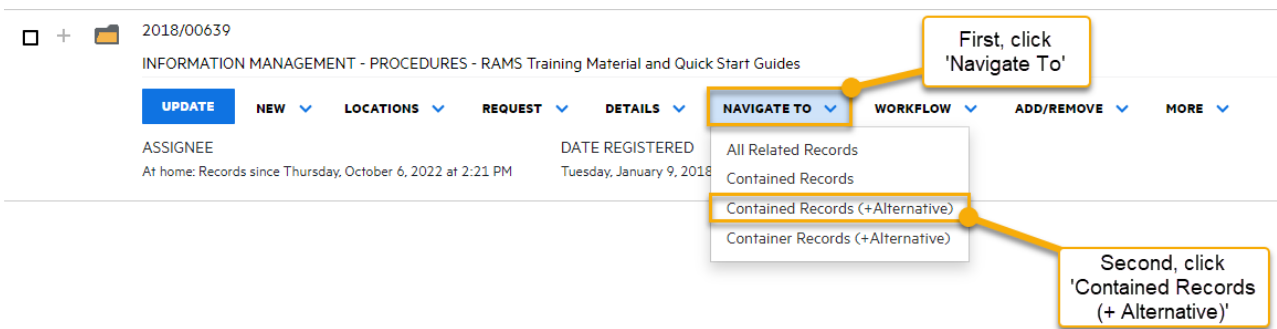 2018/00639
INFORMATION MANAGEMENT - PROCEDURES - RAMS Training Material and Quick Start Guides
First, click
'Navigate To'
UPDATE NEW LOCATIONS REQUEST DETAILS NAVIGATE TO WORKFLOW ADD/REMOVE MORE
ASSIGNEE DATE REGISTERED
At home: Records since Thursday, October 6, 2022 at 2:21 PM Tuesday, January 9, 2018
All Related Records
Contained Records
Contained Records (+Alternative)
Container Records (+Alternative)
Second, click
'Contained Records
(+ Alternative)'